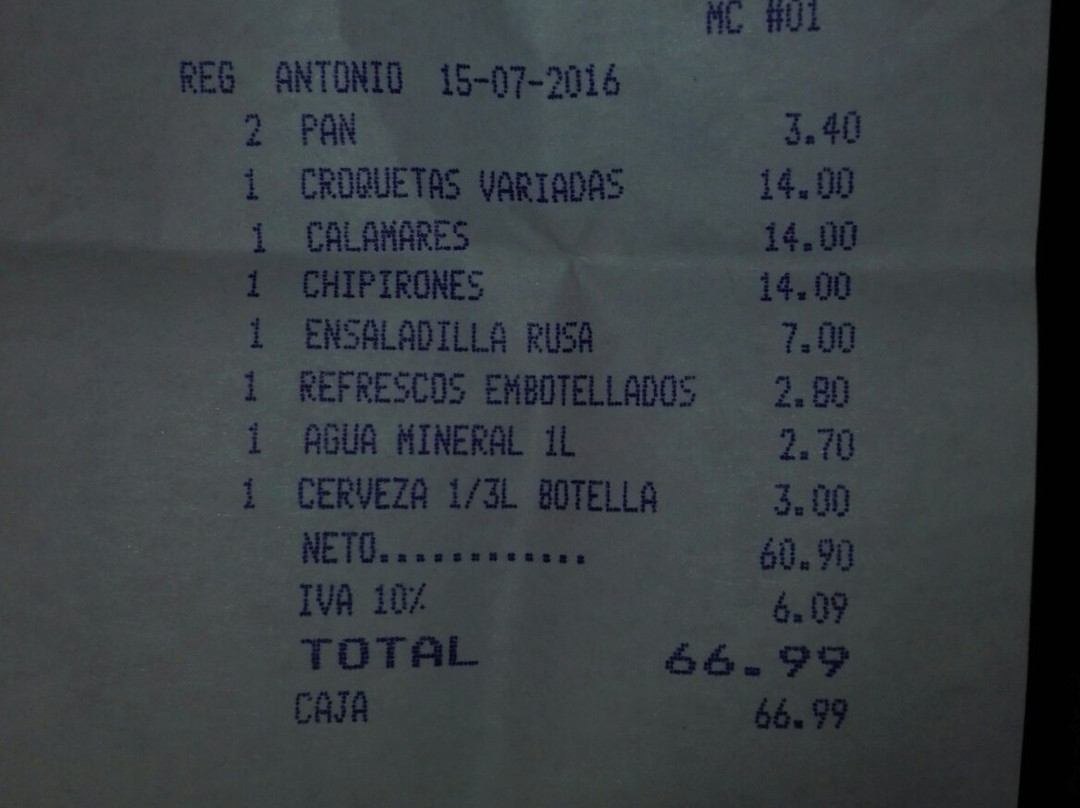 MC #01
REG ANTONIO 15-07-2016
2 PAN 3.40
1 CROQUETAS VARIADAS 14.00
1 CALAMARES 14.00
1 CHIPIRONES 14.00
1 ENSALADILLA RUSA 7.00
1 REFRESCOS EMBOTELLADOS 2.80
1 AGUA MINERAL 1L 2.70
1 CERVEZA 1/3L BOTELLA 3.00
NETO............ 60.90
IVA 10% 6.09
TOTAL 66.99
CAJA 66.99